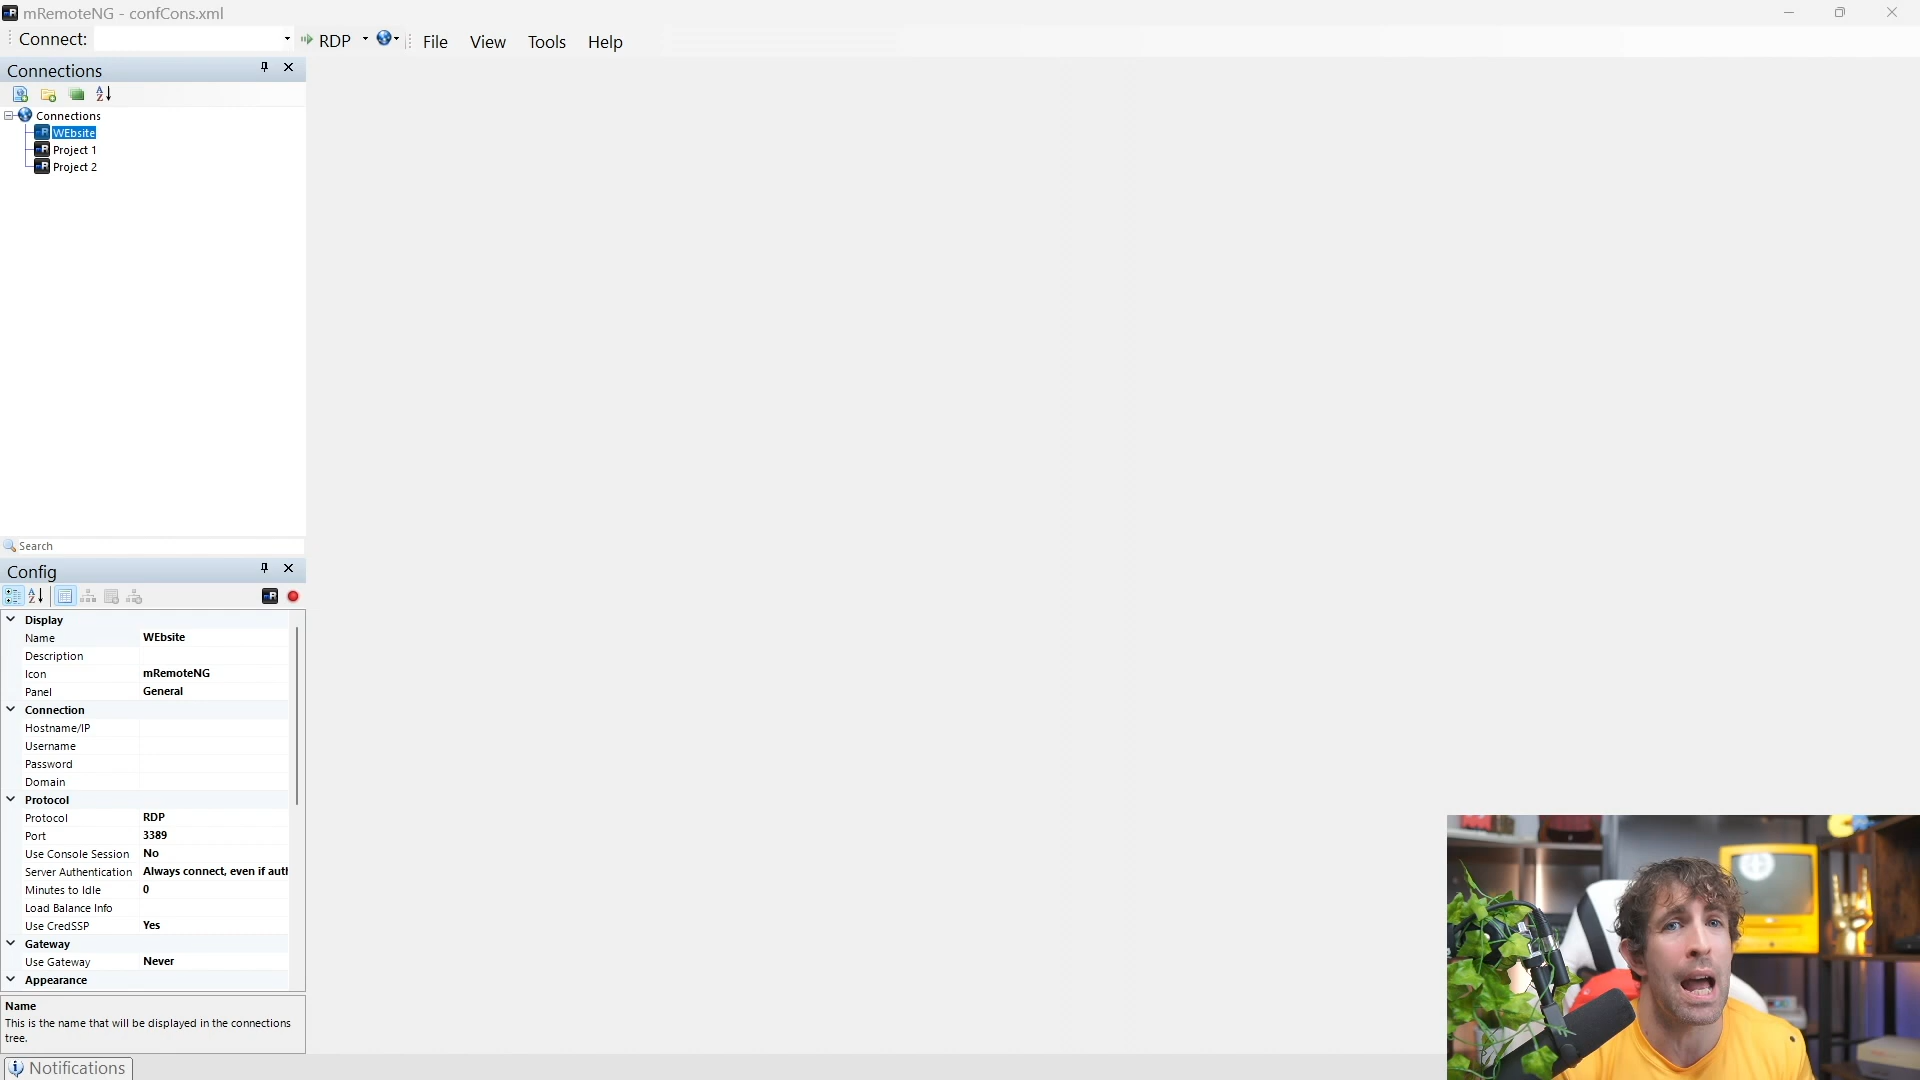 mRemoteNG - confCons.xml
Connect: RDP File View Tools Help
Connections
Connections
WEbsite
Project 1
Project 2
Search
Config
Display
Name WEbsite
Description
Icon mRemoteNG
Panel General
Connection
Hostname/IP
Username
Password
Domain
Protocol
Protocol RDP
Port 3389
Use Console Session No
Server Authentication Always connect, even if auth
Minutes to Idle 0
Load Balance Info
Use CredSSP Yes
Gateway
Use Gateway Never
Appearance
Name
This is the name that will be displayed in the connections
tree.
Notifications